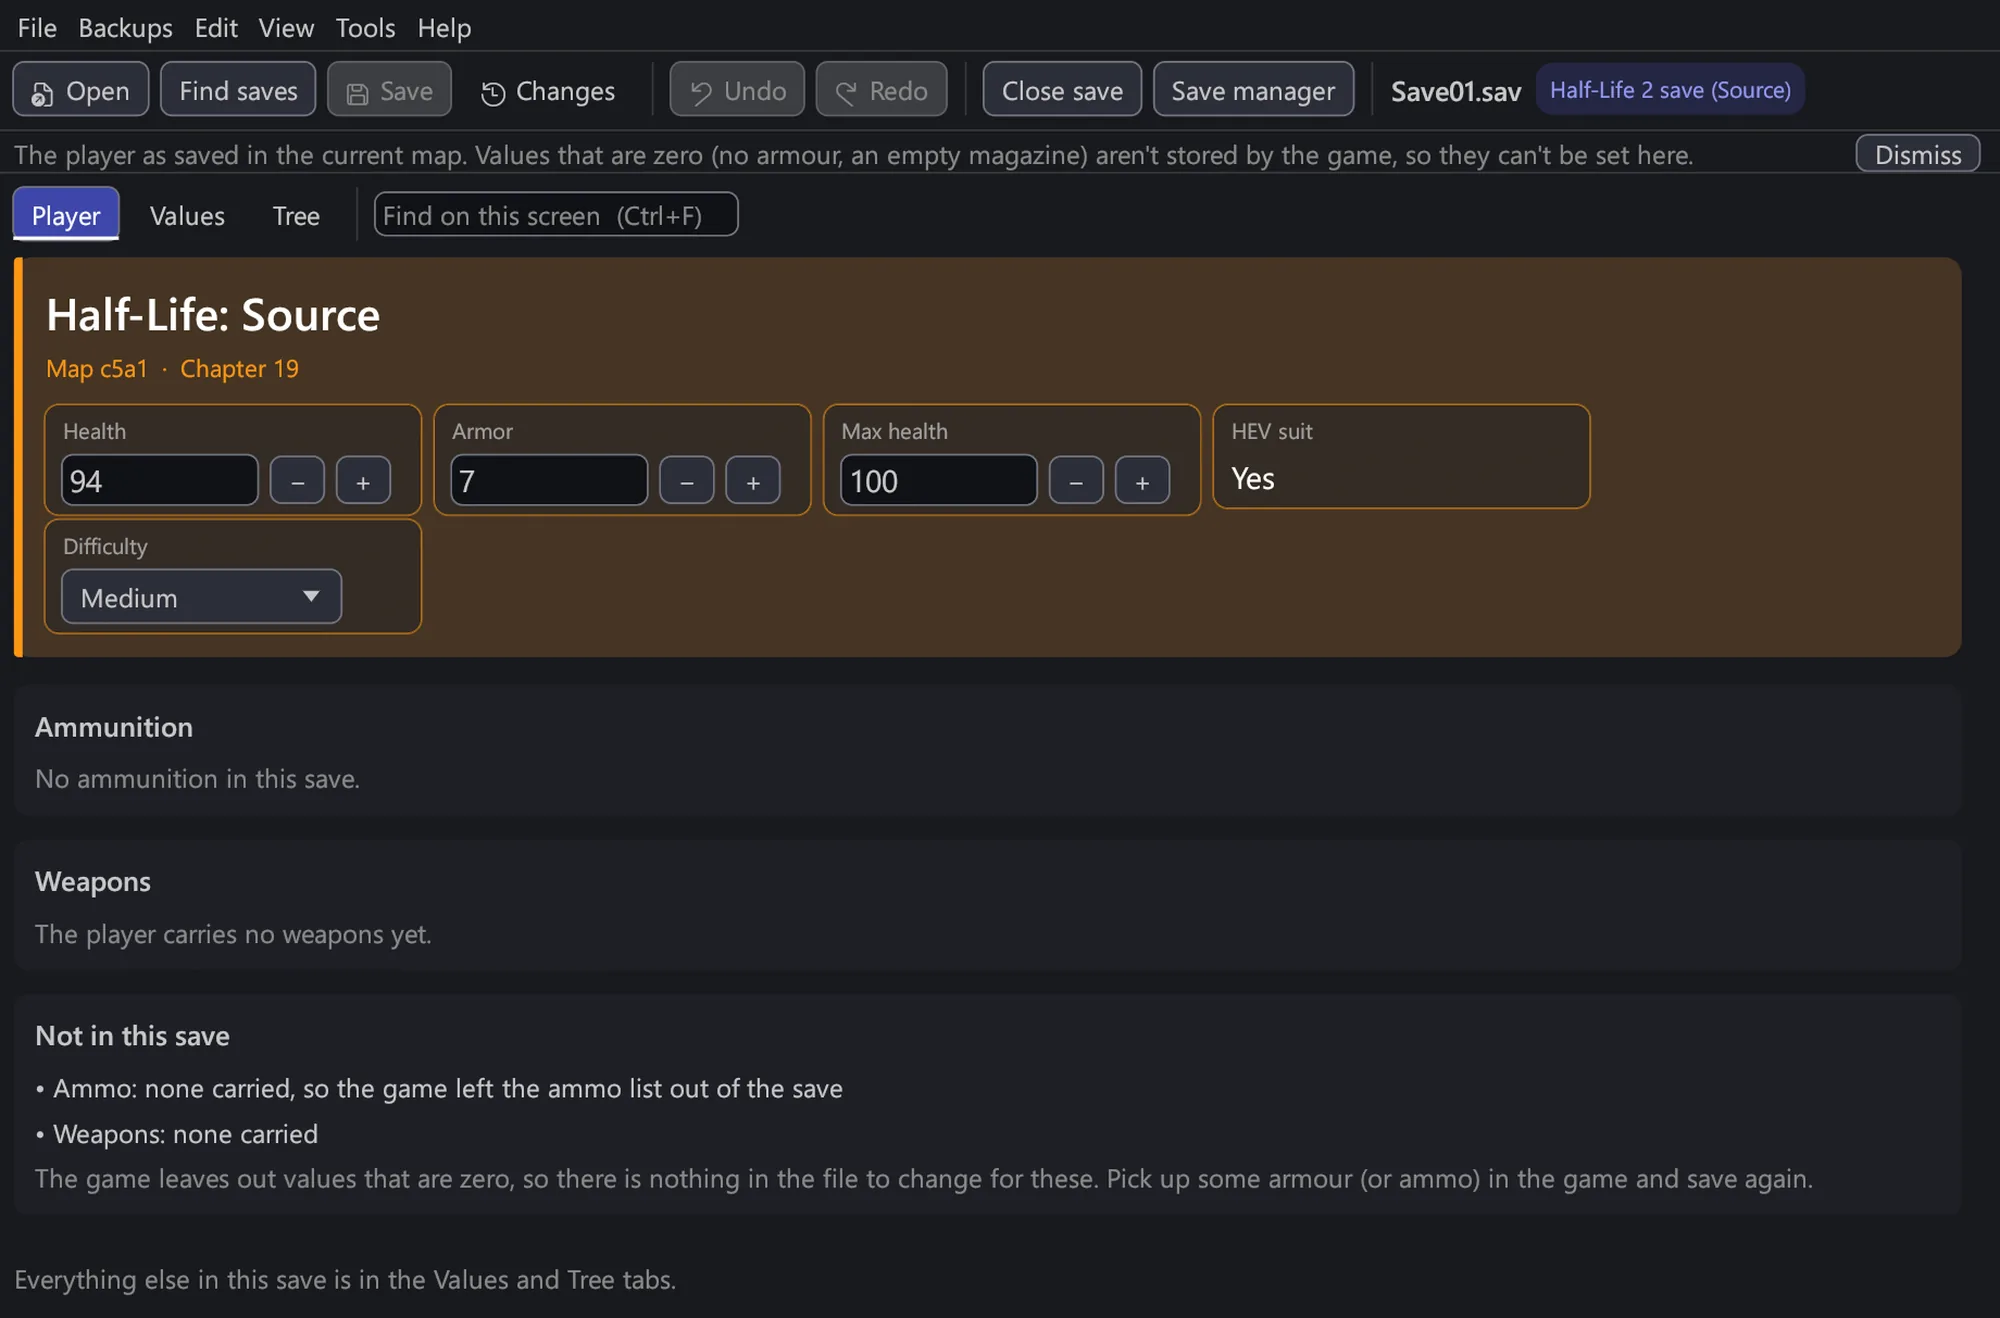 File Backups Edit View Tools Help
Open Find saves Save Changes Undo Redo Close save Save manager Save01.sav Half-Life 2 save (Source)
The player as saved in the current map. Values that are zero (no armour, an empty magazine) aren't stored by the game, so they can't be set here. Dismiss
Player Values Tree Find on this screen (Ctrl+F)
Half-Life: Source
Map c5a1 · Chapter 19
Health Armor Max health HEV suit
94 − + 7 − + 100 − + Yes
Difficulty
Medium
Ammunition
No ammunition in this save.
Weapons
The player carries no weapons yet.
Not in this save
• Ammo: none carried, so the game left the ammo list out of the save
• Weapons: none carried
The game leaves out values that are zero, so there is nothing in the file to change for these. Pick up some armour (or ammo) in the game and save again.
Everything else in this save is in the Values and Tree tabs.